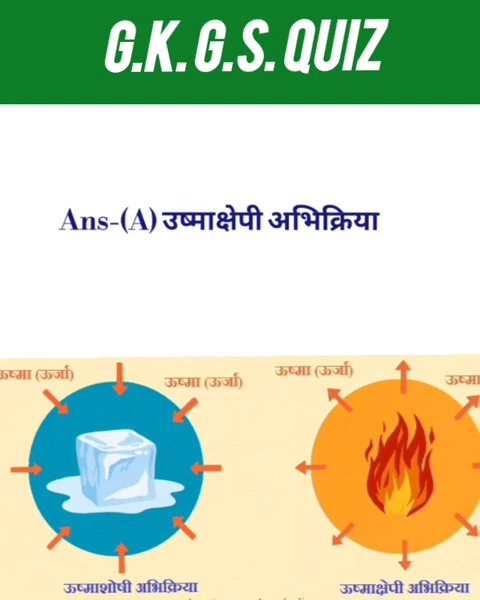 G.K. G.S. QUIZ
Ans-(A) उष्माक्षेपी अभिक्रिया
ऊष्मा (ऊर्जा)
ऊष्मा (ऊर्जा)
ऊष्मा (ऊर्जा)
ऊष्मा
ऊष्माशोषी अभिक्रिया
ऊष्माक्षेपी अभिक्रिया